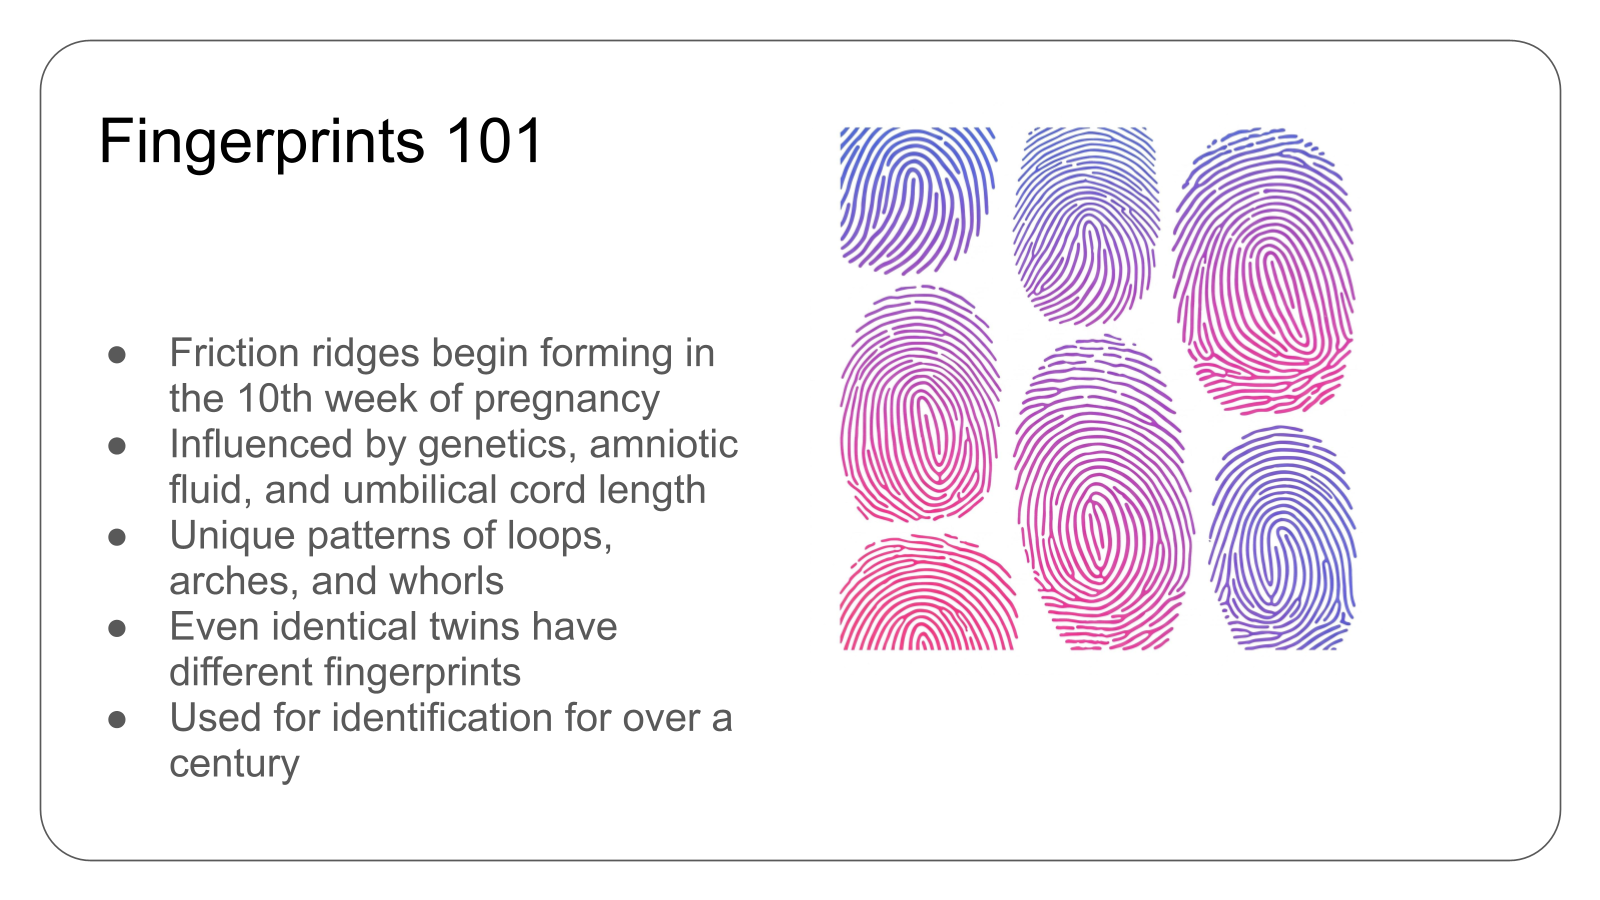 Fingerprints 101
● Friction ridges begin forming in
the 10th week of pregnancy
● Influenced by genetics, amniotic
fluid, and umbilical cord length
● Unique patterns of loops,
arches, and whorls
● Even identical twins have
different fingerprints
● Used for identification for over a
century